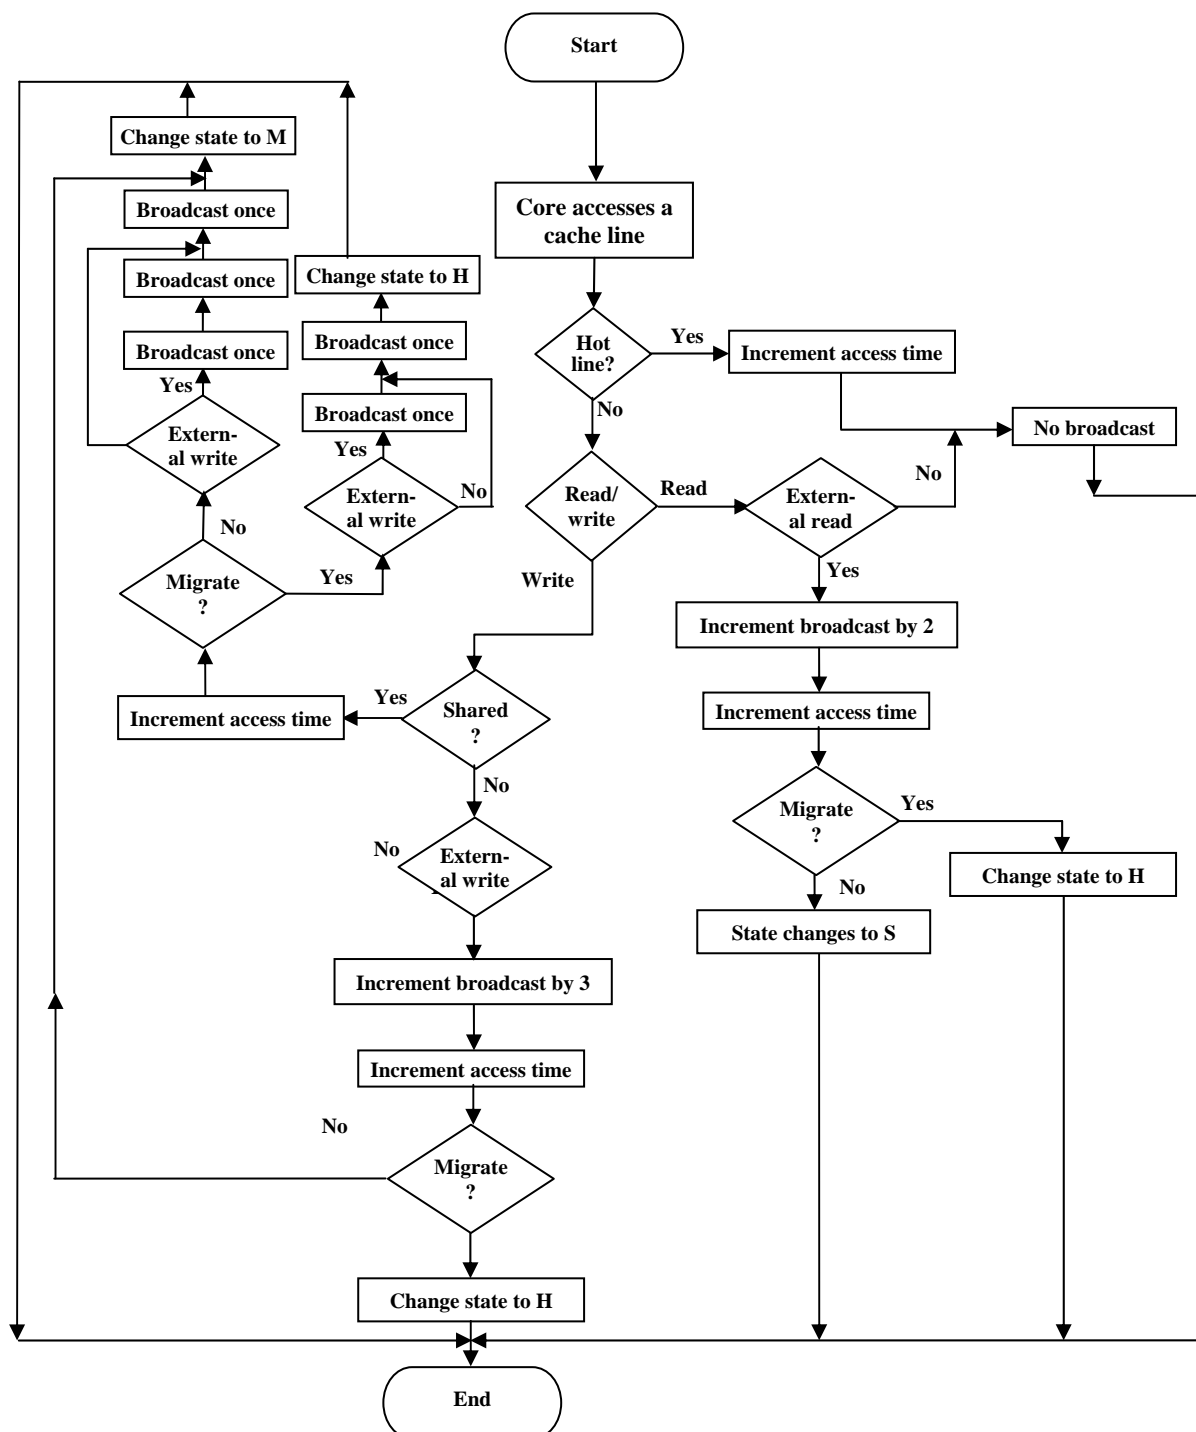 Start
Change state to M
Broadcast once
Core accesses a
cache line
Broadcast once
Change state to H
Broadcast once
Broadcast once
Hot
line?
Yes
Increment access time
Yes
Broadcast once
No
No broadcast
Extern-
al write
Yes
Extern-
al write
No
Read/
write
Read
Extern-
al read
No
No
Migrate
?
Yes
Write
Yes
Increment broadcast by 2
Increment access time
Yes
Shared
?
Increment access time
No
Migrate
?
Yes
No
Extern-
al write
Change state to H
No
State changes to S
Increment broadcast by 3
Increment access time
No
Migrate
?
Change state to H
End